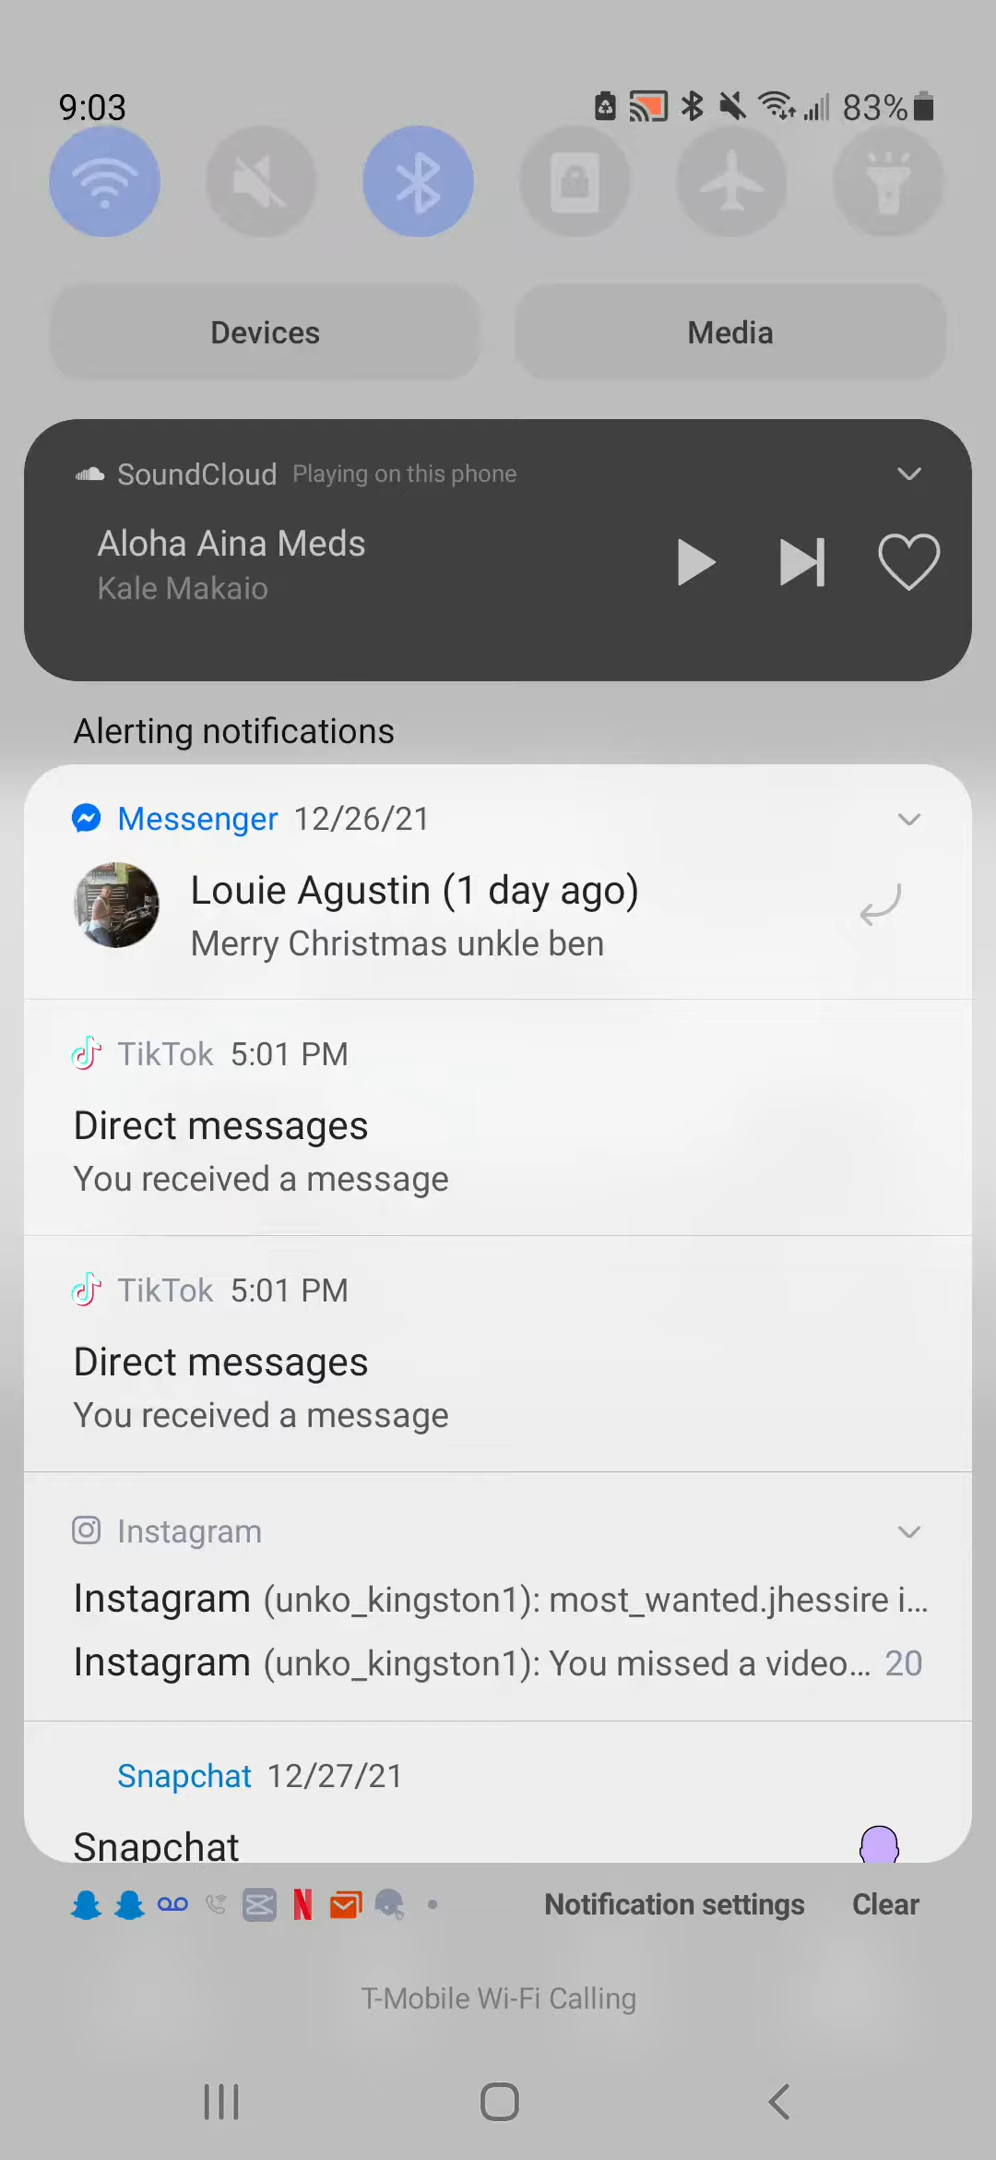 9:03
83%
Devices
Media
SoundCloud Playing on this phone
Aloha Aina Meds
Kale Makaio
Alerting notifications
Messenger 12/26/21
Louie Agustin (1 day ago)
Merry Christmas unkle ben
TikTok 5:01 PM
Direct messages
You received a message
TikTok 5:01 PM
Direct messages
You received a message
Instagram
Instagram (unko_kingston1): most_wanted.jhessire i...
Instagram (unko_kingston1): You missed a video... 20
Snapchat 12/27/21
Snapchat
Notification settings
Clear
T-Mobile Wi-Fi Calling